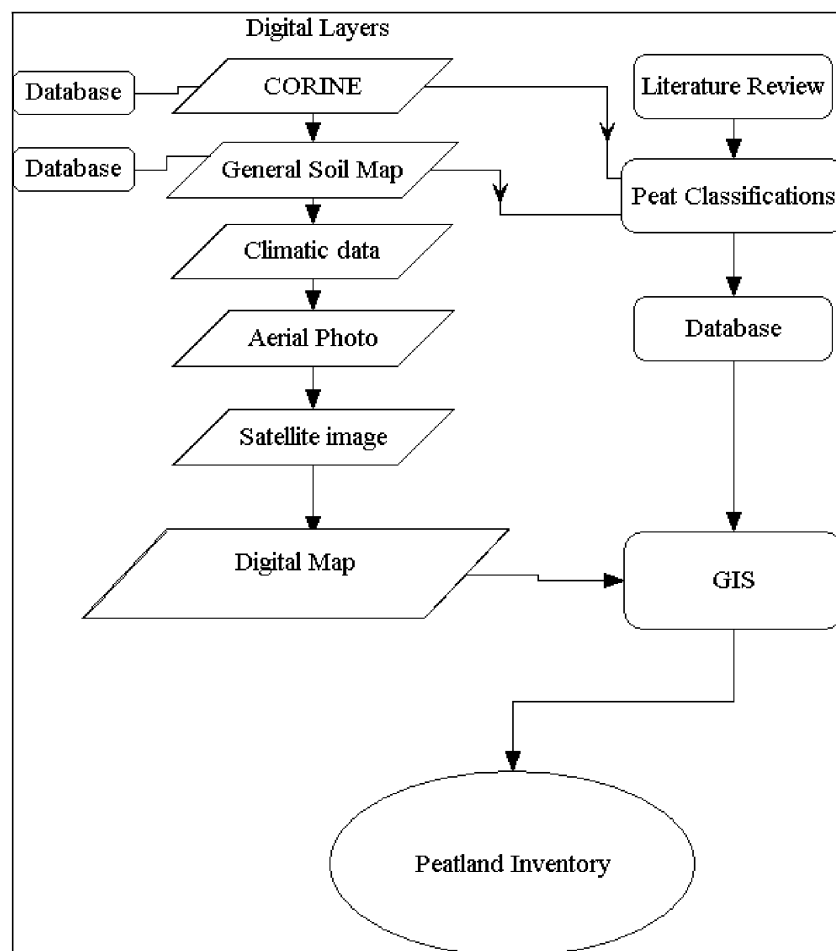 Digital Layers
Database
CORINE
Literature Review
Database
General Soil Map
Peat Classifications
Climatic data
Aerial Photo
Database
Satellite image
Digital Map
GIS
Peatland Inventory